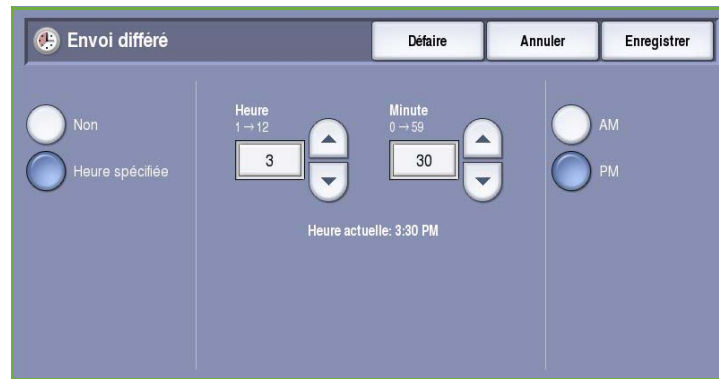 Envoi différé
Défaire
Annuler
Enregistrer
Non
Heure spécifiée
Heure
1→12
3
Minute
0→59
30
AM
PM
Heure actuelle: 3:30 PM